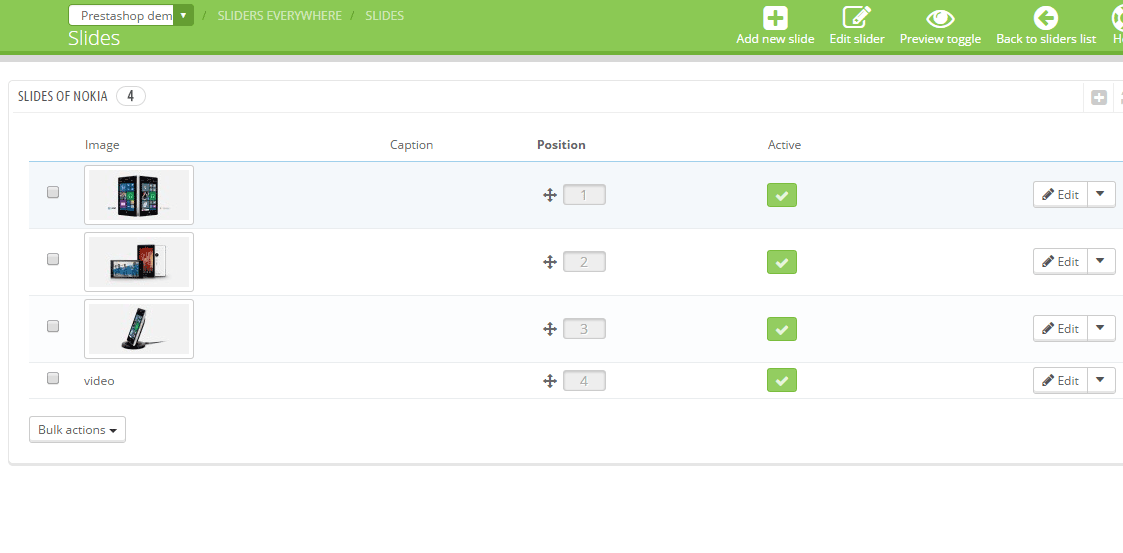 Prestashop dem / SLIDERS EVERYWHERE / SLIDES
Slides
Add new slide Edit slider Preview toggle Back to sliders list
SLIDES OF NOKIA 4
Image Caption Position Active
1 Edit
2 Edit
3 Edit
video 4 Edit
Bulk actions